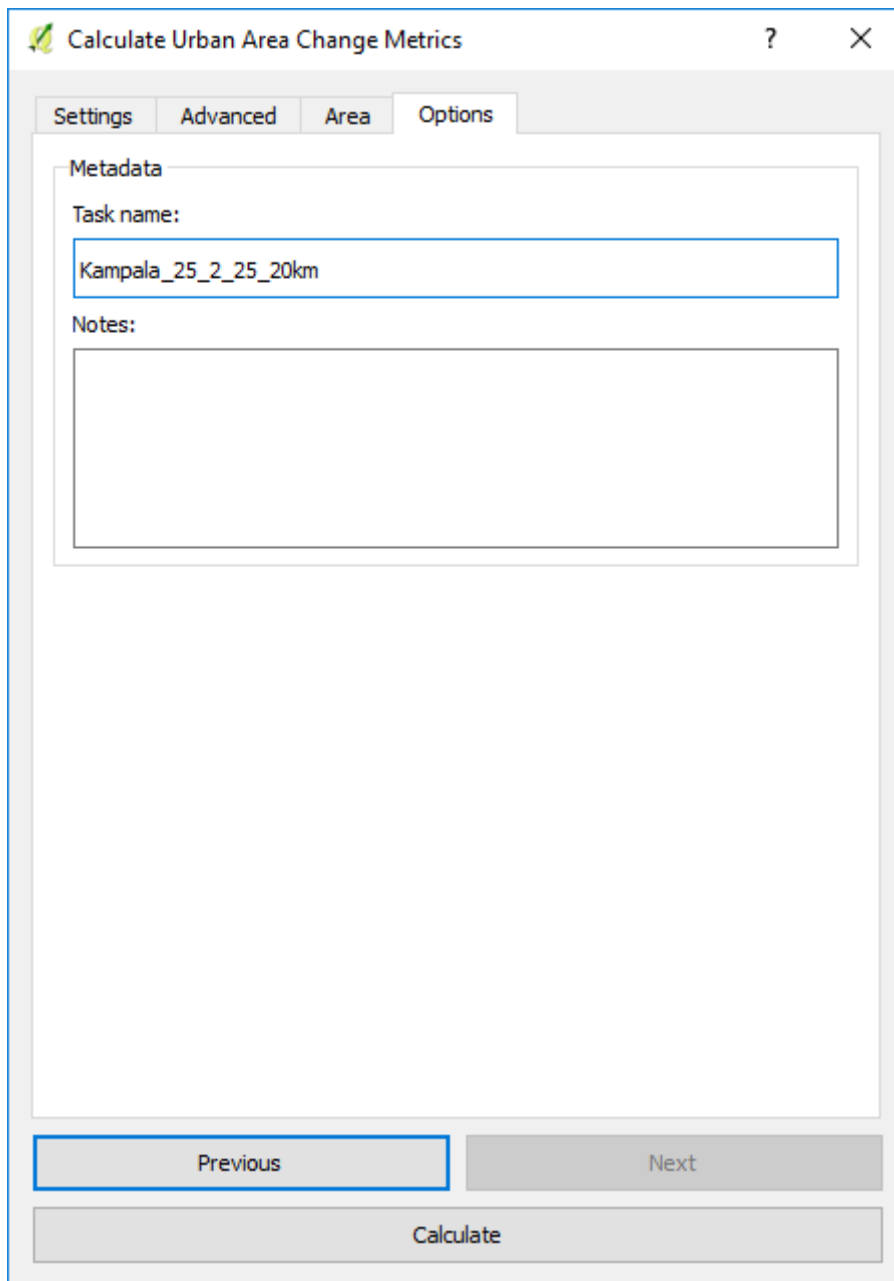 Calculate Urban Area Change Metrics ?
Settings Advanced Area Options
Metadata
Task name:
Kampala_25_2_25_20km
Notes:
Previous Next
Calculate